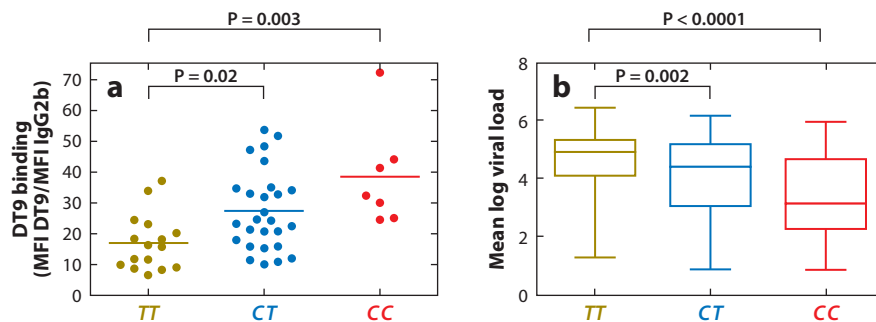 P = 0.003
P = 0.02
a
DT9 binding
(MFI DT9/MFI IgG2b)
70
60
50
40
30
20
10
0
TT
CT
CC
P < 0.0001
P = 0.002
b
Mean log viral load
8
6
4
2
0
TT
CT
CC